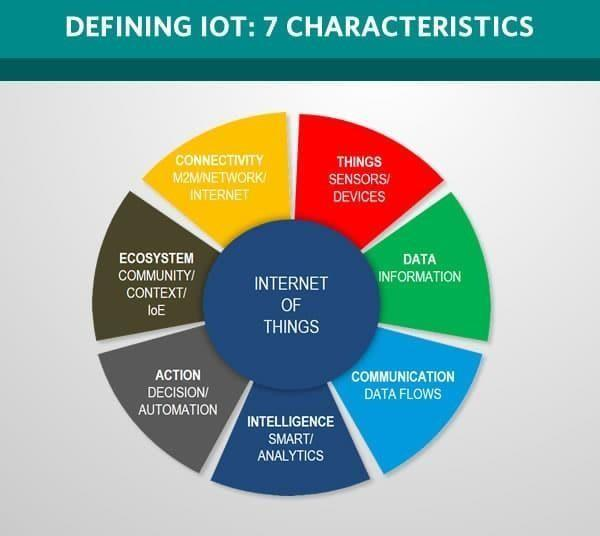 DEFINING IOT: 7 CHARACTERISTICS
CONNECTIVITY
M2M/NETWORK/
INTERNET
THINGS
SENSORS/
DEVICES
DATA
INFORMATION
COMMUNICATION
DATA FLOWS
INTELLIGENCE
SMART/
ANALYTICS
ACTION
DECISION/
AUTOMATION
ECOSYSTEM
COMMUNITY/
CONTEXT/
IoE
INTERNET
OF
THINGS